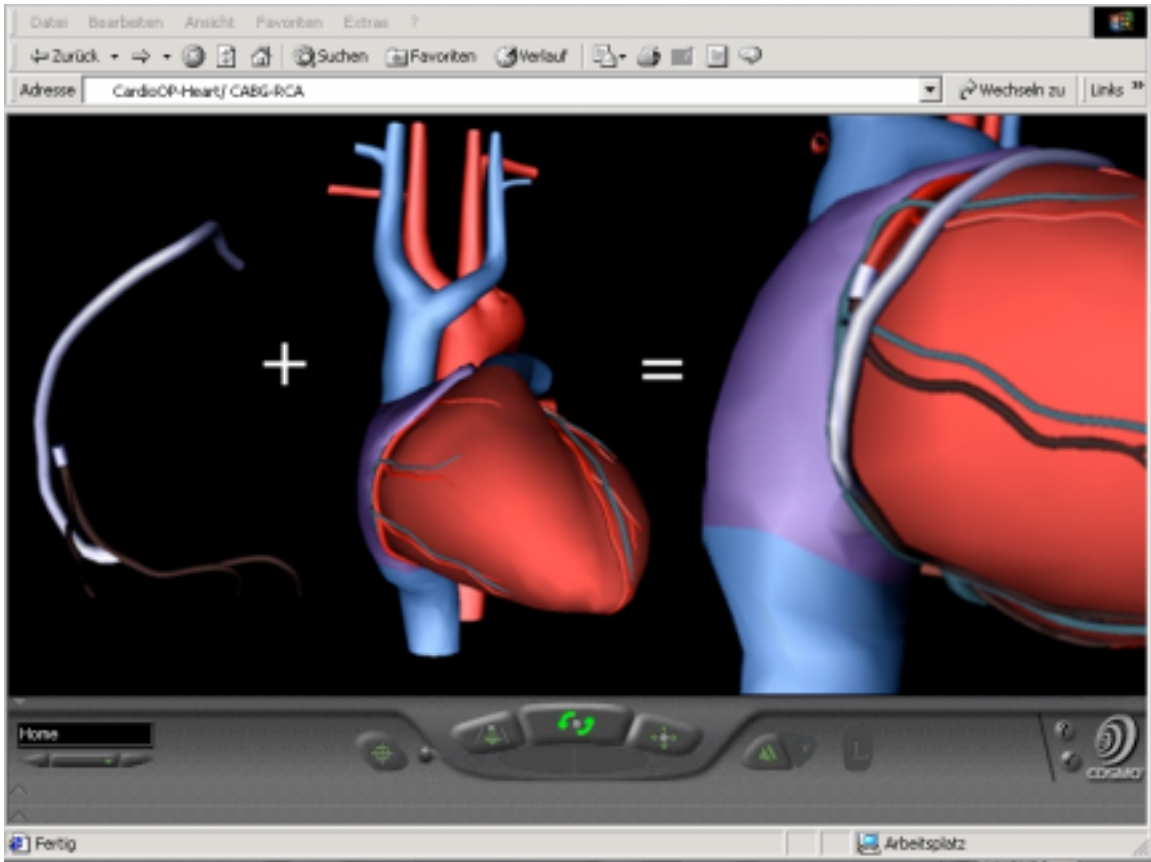 Datei Bearbeiten Ansicht Favoriten Extras ?
Zurück Suchen Favoriten Verlauf
Adresse CardioOP-Heart/ CABG-RCA Wechseln zu Links »
+ =
Home
COSMO
Fertig Arbeitsplatz